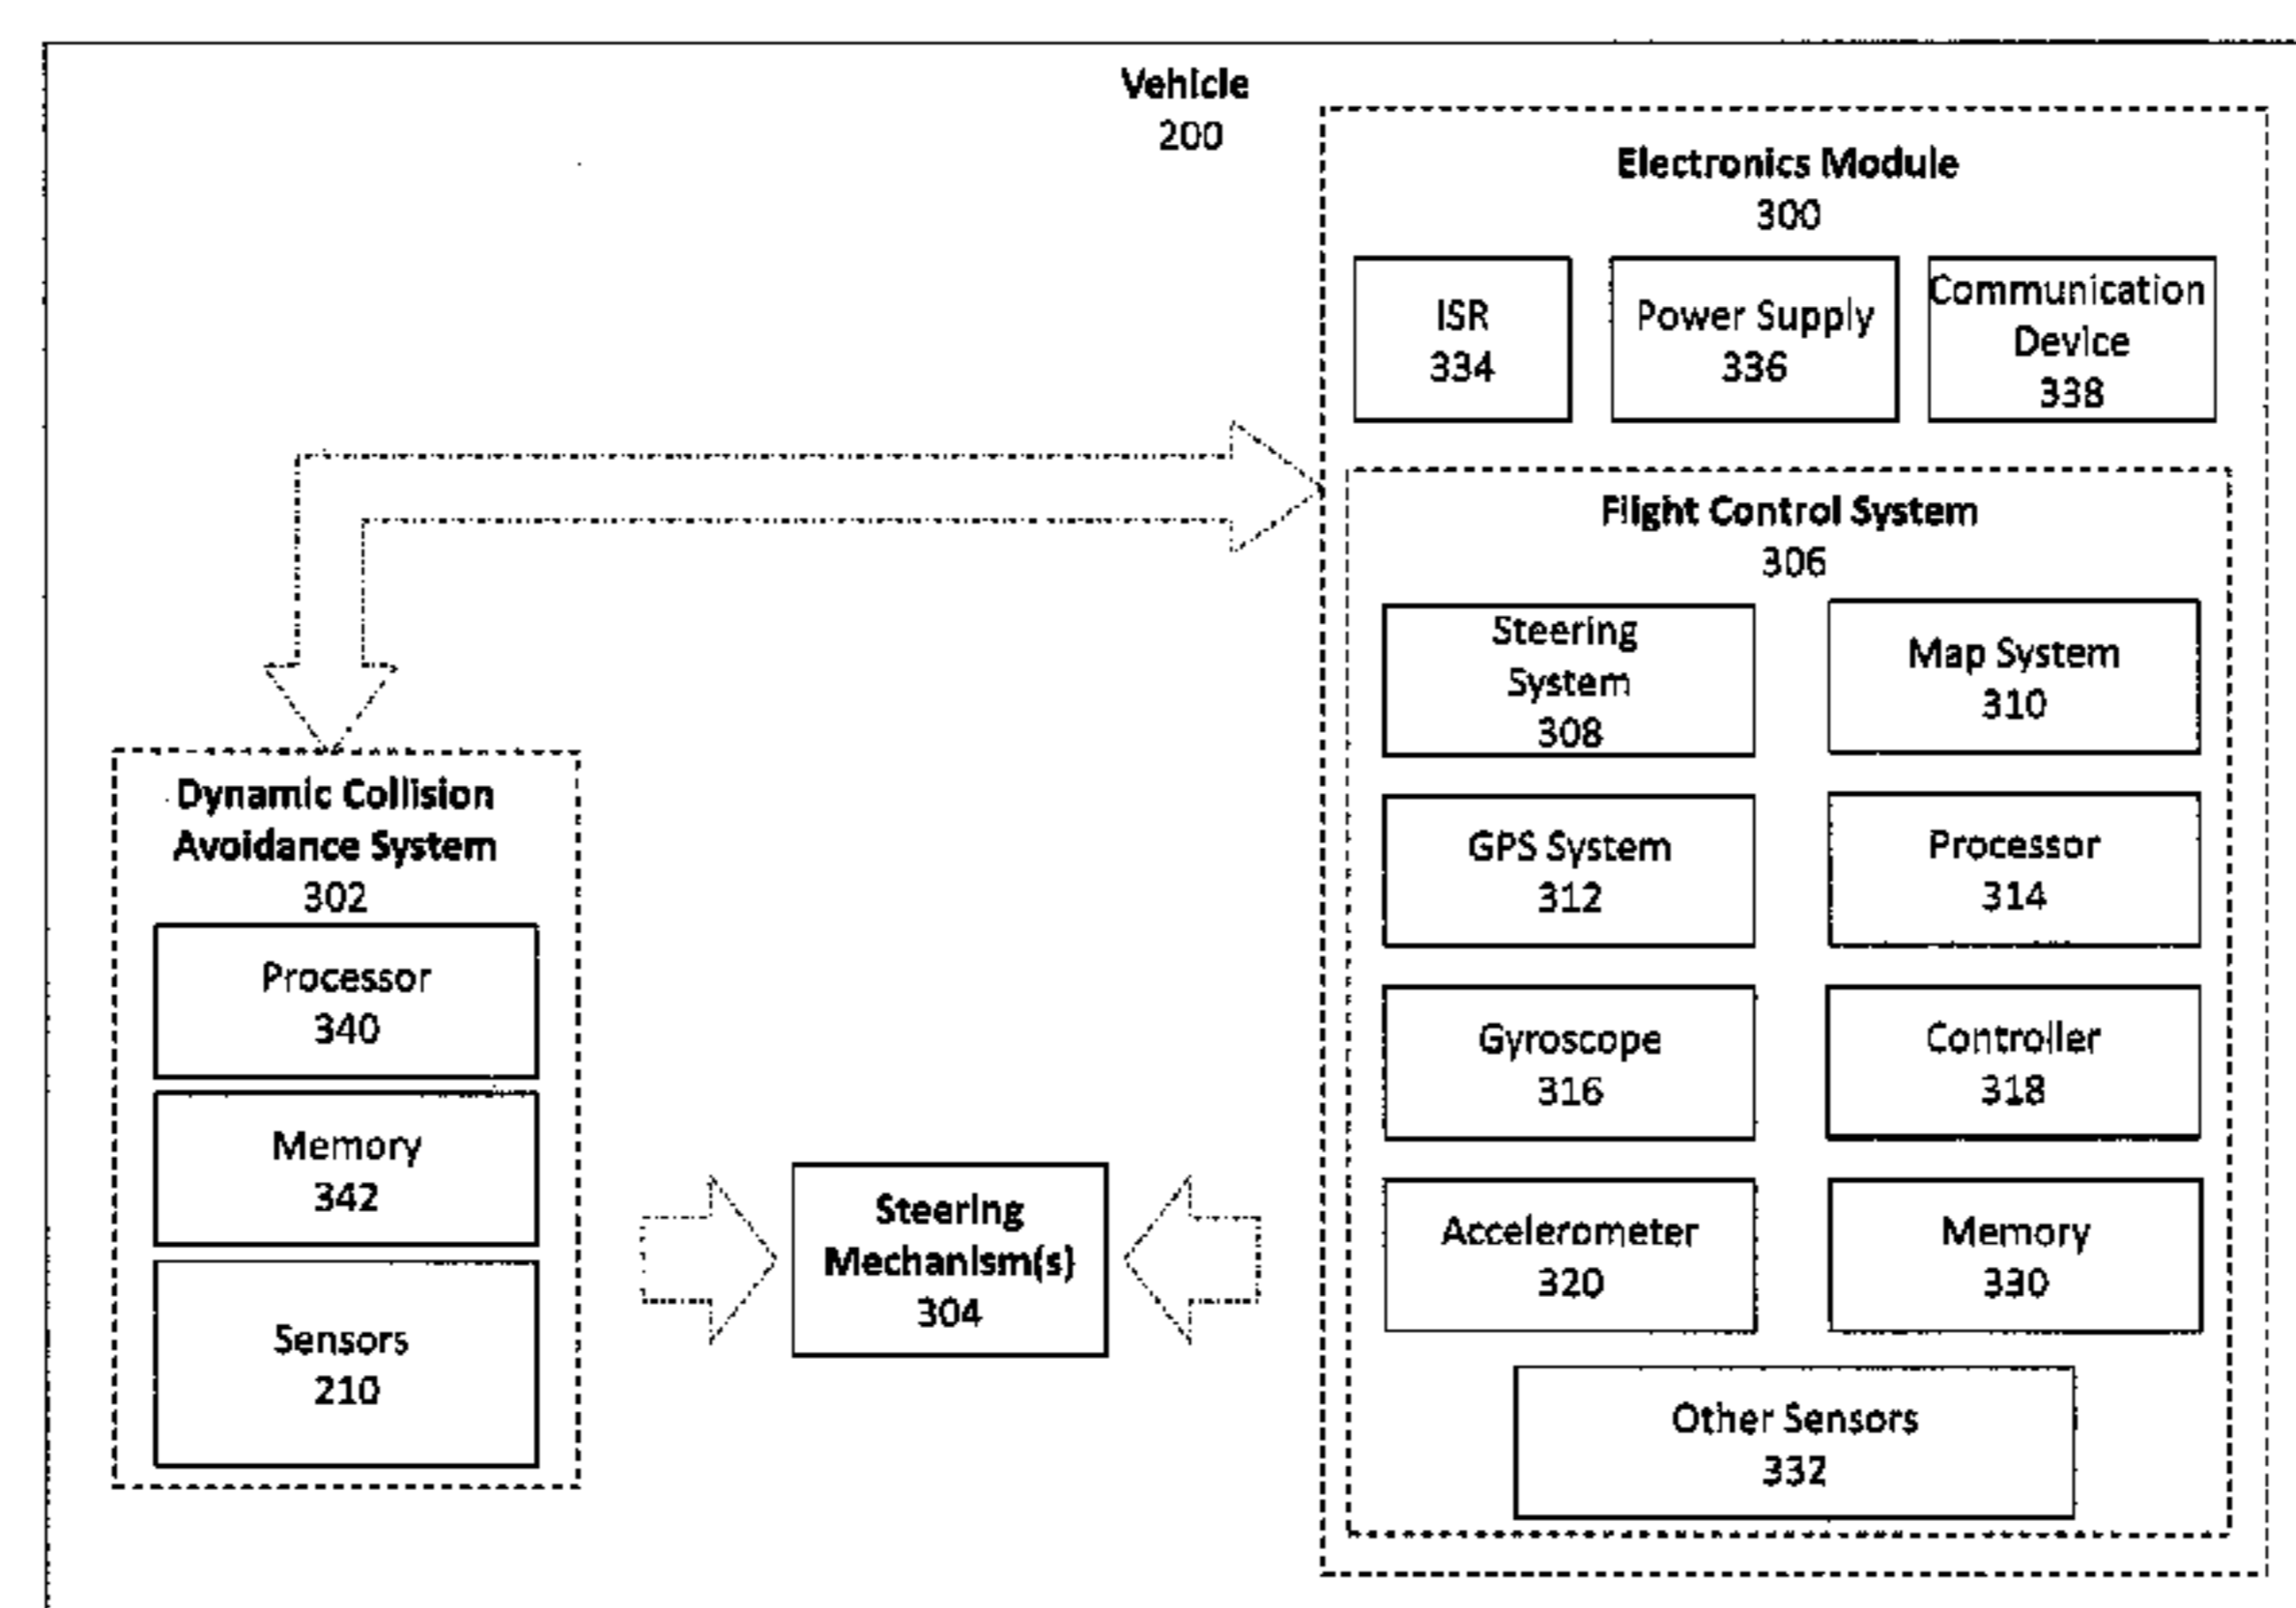 Vehicle
200
Electronics Module
300
ISR
334
Power Supply
336
Communication
Device
338
Flight Control System
306
Steering
System
308
Map System
310
GPS System
312
Processor
314
Gyroscope
316
Controller
318
Accelerometer
320
Memory
330
Other Sensors
332
Dynamic Collision
Avoidance System
302
Processor
340
Memory
342
Sensors
210
Steering
Mechanism(s)
304